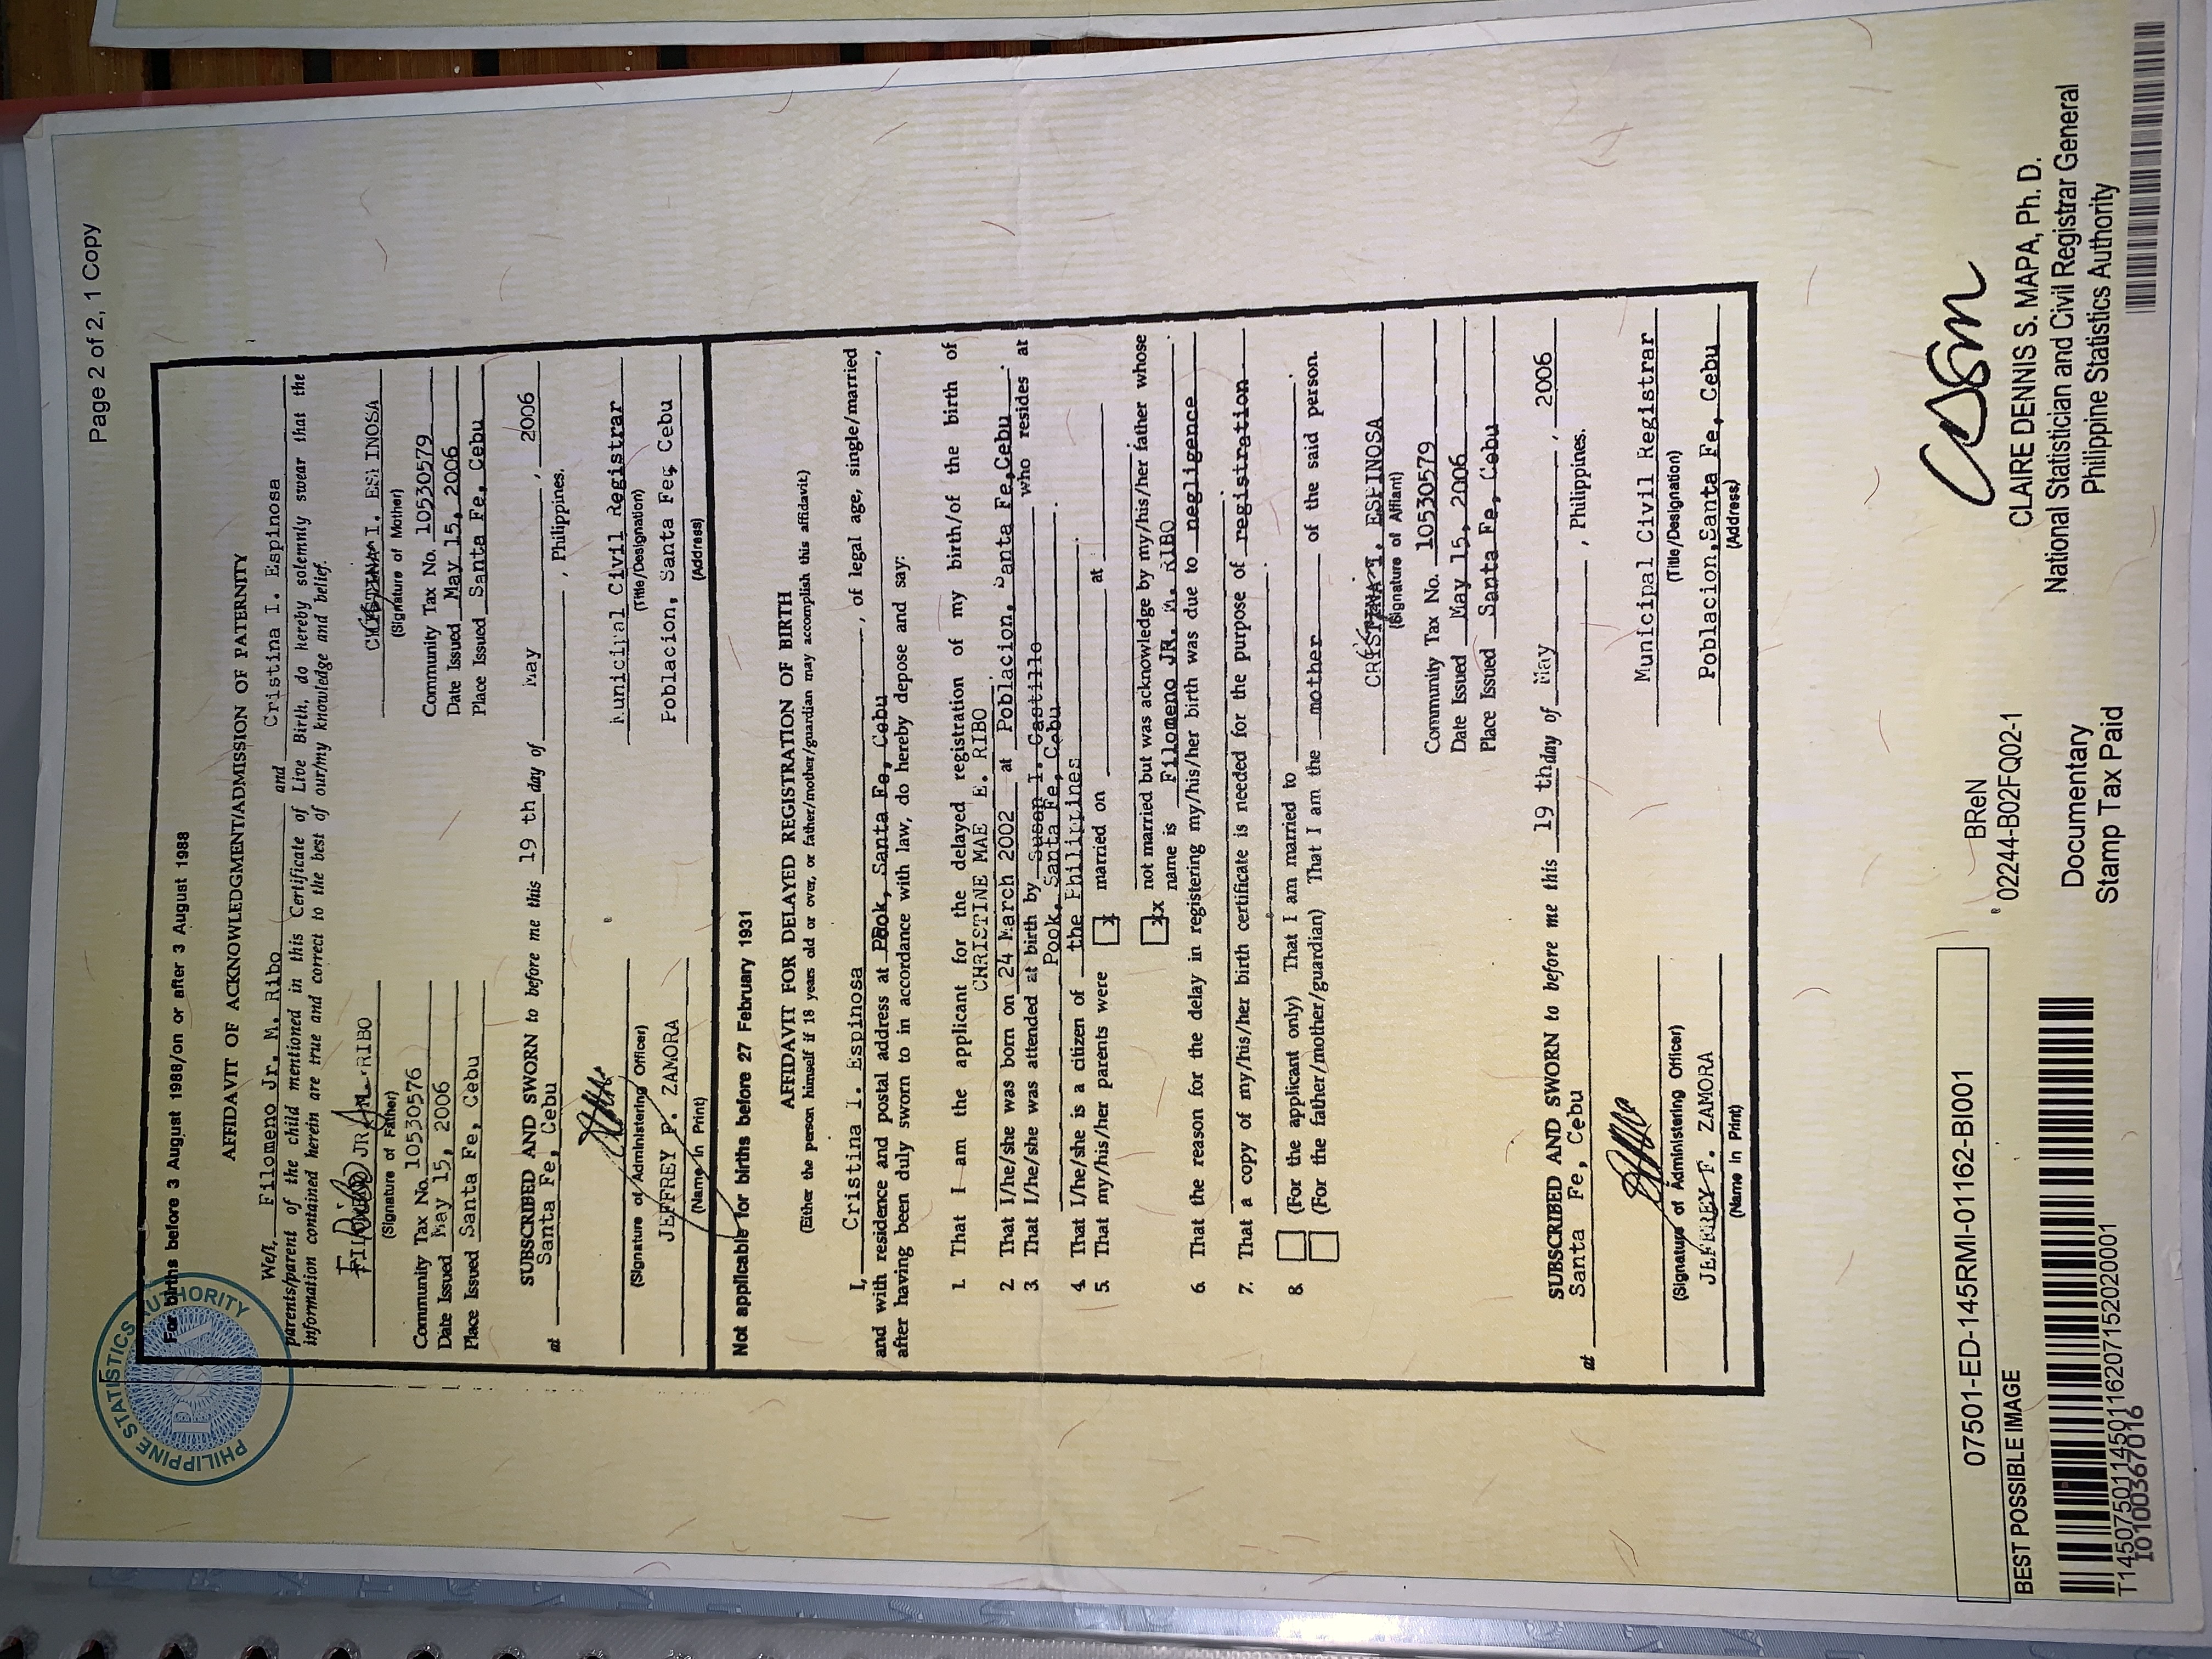 Page 2 of 2, 1 Copy
PHILIPPINE STATISTICS AUTHORITY
PSA
For births before 3 August 1988/on or after 3 August 1988
AFFIDAVIT OF ACKNOWLEDGMENT/ADMISSION OF PATERNITY
We/I, Filomeno Jr. M. Ribo and Cristina I. Espinosa
parents/parent of the child mentioned in this Certificate of Live Birth, do hereby solemnly swear that the
information contained herein are true and correct to the best of our/my knowledge and belief.
JR. M. RIBO I. ESPINOSA
(Signature of Father) (Signature of Mother)
Community Tax No. 10530576 Community Tax No. 10530579
Date Issued May 15, 2006 Date Issued May 15, 2006
Place Issued Santa Fe, Cebu Place Issued Santa Fe, Cebu
SUBSCRIBED AND SWORN to before me this 19 th day of May, 2006
at Santa Fe, Cebu, Philippines.
Municipal Civil Registrar
(Signature of Administering Officer) (Title/Designation)
JEFFREY F. ZAMORA Poblacion, Santa Fe, Cebu
(Name in Print) (Address)
Not applicable for births before 27 February 1931
AFFIDAVIT FOR DELAYED REGISTRATION OF BIRTH
(Either the person himself if 18 years old or over, or father/mother/guardian may accomplish this affidavit)
I, Cristina I. Espinosa, of legal age, single/married
and with residence and postal address at Pook, Santa Fe, Cebu,
after having been duly sworn to in accordance with law, do hereby depose and say:
1. That I am the applicant for the delayed registration of my birth/of the birth of
CHRISTINE MAE E. RIBO.
2. That I/he/she was born on 24 March 2002 at Poblacion, Santa Fe, Cebu.
3. That I/he/she was attended at birth by Susan I. Castillo who resides at
Pook, Santa Fe, Cebu.
4. That I/he/she is a citizen of the Philippines.
5. That my/his/her parents were x married on at
xx not married but was acknowledge by my/his/her father whose
name is Filomeno JR. M. RIBO.
6. That the reason for the delay in registering my/his/her birth was due to negligence
7. That a copy of my/his/her birth certificate is needed for the purpose of registration
8. (For the applicant only) That I am married to.
(For the father/mother/guardian) That I am the mother of the said person.
CRISTINA I. ESPINOSA
(Signature of Affiant)
Community Tax No. 10530579
Date Issued May 15, 2006
Place Issued Santa Fe, Cebu
SUBSCRIBED AND SWORN to before me this 19 th day of May, 2006
at Santa Fe, Cebu, Philippines.
Municipal Civil Registrar
(Signature of Administering Officer) (Title/Designation)
JEFFREY F. ZAMORA Poblacion, Santa Fe, Cebu
(Name in Print) (Address)
07501-ED-145RMI-01162-BI001
BReN
02244-B02FQ02-1
BEST POSSIBLE IMAGE
Documentary
Stamp Tax Paid
T1450750114501162071520200001
I0100367016
CLAIRE DENNIS S. MAPA, Ph. D.
National Statistician and Civil Registrar General
Philippine Statistics Authority